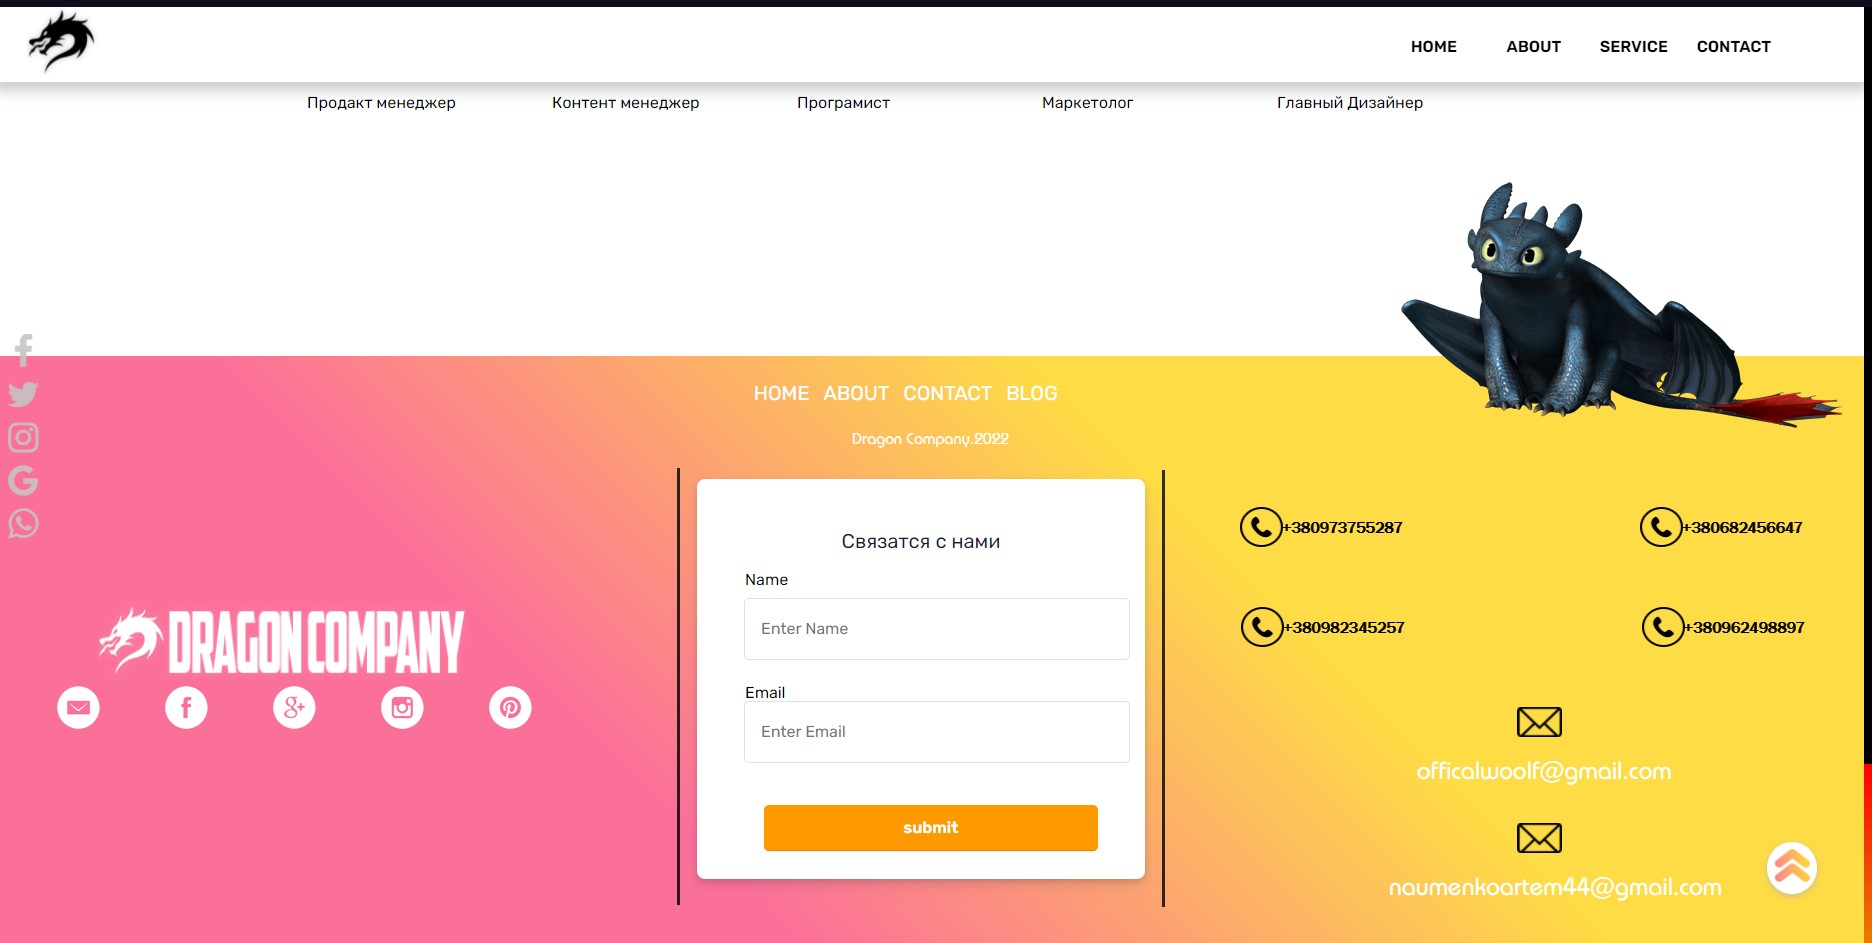 HOME ABOUT SERVICE CONTACT
Продакт менеджер Контент менеджер Програмист Маркетолог Главный Дизайнер
HOME ABOUT CONTACT BLOG
Dragon Company.2022
Связатся с нами
Name
Enter Name
Email
Enter Email
submit
DRAGON COMPANY
+380973755287 +380682456647
+380982345257 +380962498897
officalwoolf@gmail.com
naumenkoartem44@gmail.com